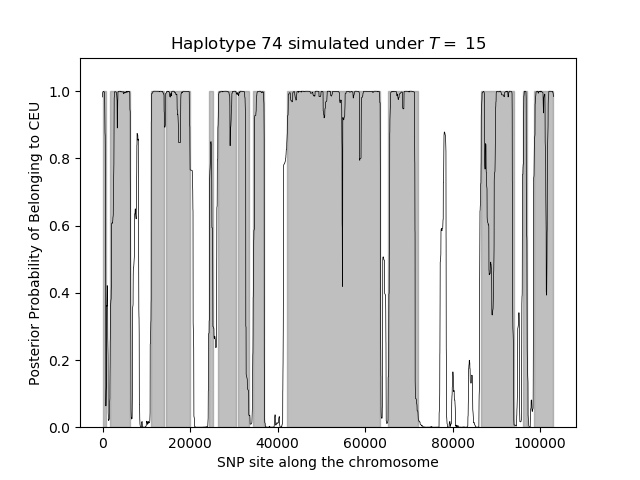 Haplotype 74 simulated under T = 15
Posterior Probability of Belonging to CEU
1.0
0.8
0.6
0.4
0.2
0.0
0 20000 40000 60000 80000 100000
SNP site along the chromosome